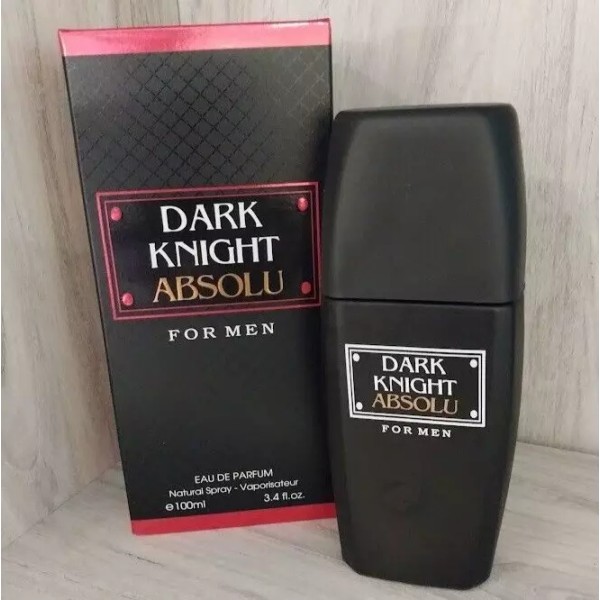 DARK
KNIGHT
ABSOLU
FOR MEN
EAU DE PARFUM
Natural Spray - Vaporisateur
℮100ml 3.4 fl.oz.
DARK
KNIGHT
ABSOLU
FOR MEN